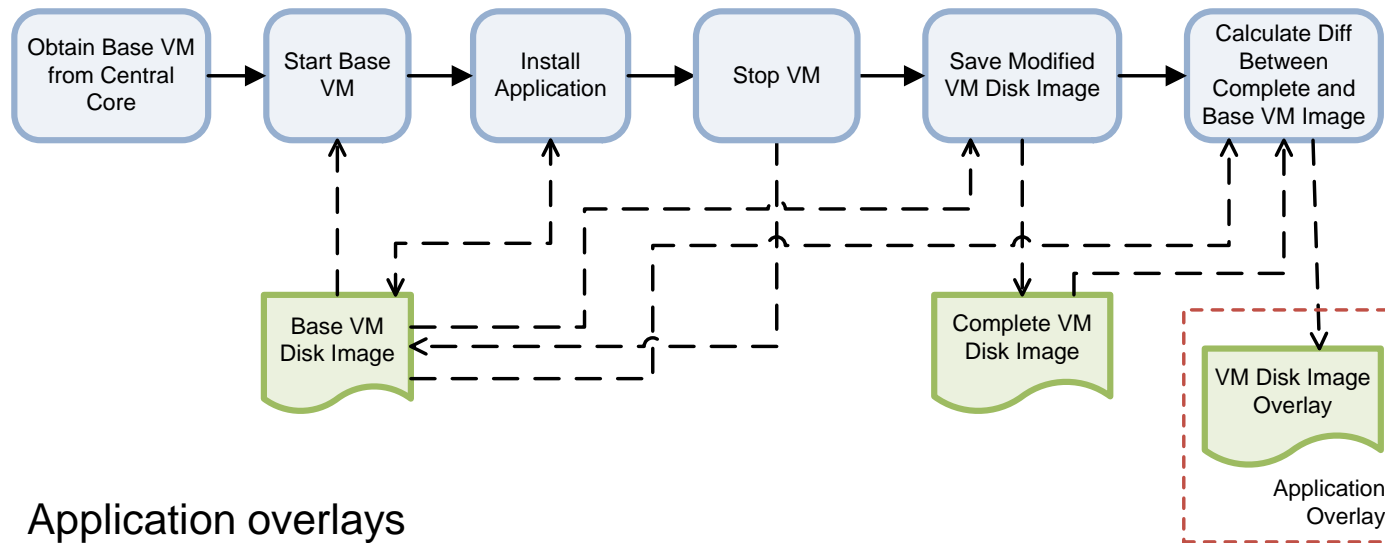 Obtain Base VM
from Central
Core
Start Base
VM
Install
Application
Stop VM
Save Modified
VM Disk Image
Calculate Diff
Between
Complete and
Base VM Image
Base VM
Disk Image
Complete VM
Disk Image
VM Disk Image
Overlay
Application
Overlay
Application overlays